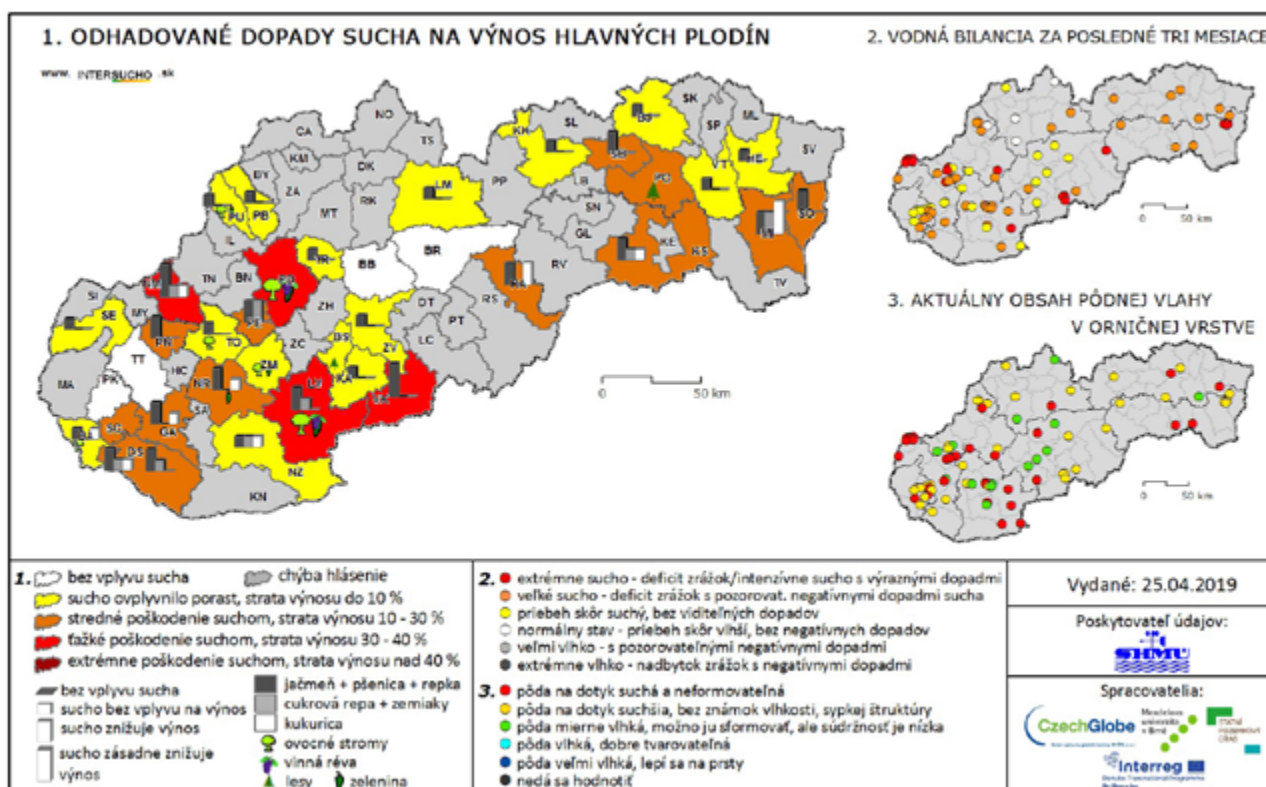 1. ODHADOVANÉ DOPADY SUCHA NA VÝNOS HLAVNÝCH PLODÍN
www. INTERSUCHO .sk
2. VODNÁ BILANCIA ZA POSLEDNÉ TRI MESIACE
3. AKTUÁLNY OBSAH PÔDNEJ VLAHY
V ORNIČNEJ VRSTVE
NO
CA
TS
KM
DK
BY
ZA
PU
PB
MT
RK
LM
PP
KH
SL
SK
SP
ML
SV
VT
HE
LB
SN
GL
KE
KS
RV
TV
IL
TN
BN
BB
BR
SI
SE
MY
ZH
DT
RS
PT
LC
TO
ZM
ZC
BS
ZV
KA
TT
PK
HC
MA
NR
SA
GA
DS
NZ
KN
0 50 km
0 50 km
0 50 km
1. bez vplyvu sucha
chýba hlásenie
sucho ovplyvnilo porast, strata výnosu do 10 %
stredné poškodenie suchom, strata výnosu 10 - 30 %
ťažké poškodenie suchom, strata výnosu 30 - 40 %
extrémne poškodenie suchom, strata výnosu nad 40 %
bez vplyvu sucha
sucho bez vplyvu na výnos
sucho znižuje výnos
sucho zásadne znižuje
výnos
jačmeň + pšenica + repka
cukrová repa + zemiaky
kukurica
ovocné stromy
vinná réva
lesy zelenina
2. extrémne sucho - deficit zrážok/intenzívne sucho s výraznými dopadmi
veľké sucho - deficit zrážok s pozorovat. negatívnymi dopadmi sucha
priebeh skôr suchý, bez viditeľných dopadov
normálny stav - priebeh skôr vlhší, bez negatívnych dopadov
veľmi vlhko - s pozorovateľnými negatívnymi dopadmi
extrémne vlhko - nadbytok zrážok s negatívnymi dopadmi
3. pôda na dotyk suchá a neformovateľná
pôda na dotyk suchšia, bez známok vlhkosti, sypkej štruktúry
pôda mierne vlhká, možno ju sformovať, ale súdržnosť je nízka
pôda vlhká, dobre tvarovateľná
pôda veľmi vlhká, lepí sa na prsty
nedá sa hodnotiť
Vydané: 25.04.2019
Poskytovateľ údajov:
SHMÚ
Spracovatelia:
CzechGlobe
Mendelova
univerzita
v Brně
Interreg